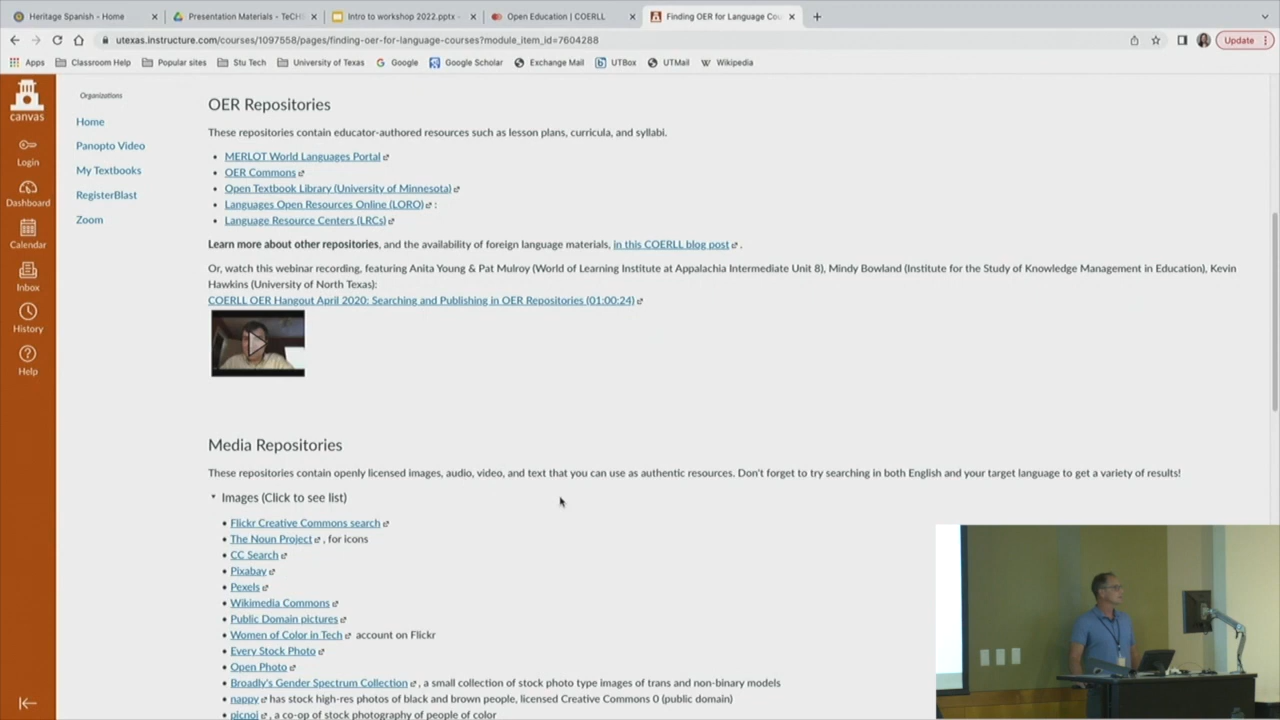 Heritage Spanish - Home
Presentation Materials - TeCH
Intro to workshop 2022.pptx -
Open Education | COERLL
Finding OER for Language Cou
utexas.instructure.com/courses/1097558/pages/finding-oer-for-language-courses?module_item_id=7604288
Update
Apps
Classroom Help
Popular sites
Stu Tech
University of Texas
Google
Google Scholar
Exchange Mail
UTBox
UTMail
Wikipedia
canvas
Login
Dashboard
Calendar
Inbox
History
Help
Organizations
Home
Panopto Video
My Textbooks
RegisterBlast
Zoom
OER Repositories
These repositories contain educator-authored resources such as lesson plans, curricula, and syllabi.
• MERLOT World Languages Portal
• OER Commons
• Open Textbook Library (University of Minnesota)
• Languages Open Resources Online (LORO) :
• Language Resource Centers (LRCs)
Learn more about other repositories, and the availability of foreign language materials, in this COERLL blog post .
Or, watch this webinar recording, featuring Anita Young & Pat Mulroy (World of Learning Institute at Appalachia Intermediate Unit 8), Mindy Bowland (Institute for the Study of Knowledge Management in Education), Kevin
Hawkins (University of North Texas):
COERLL OER Hangout April 2020: Searching and Publishing in OER Repositories (01:00:24)
Media Repositories
These repositories contain openly licensed images, audio, video, and text that you can use as authentic resources. Don't forget to try searching in both English and your target language to get a variety of results!
Images (Click to see list)
• Flickr Creative Commons search
• The Noun Project , for icons
• CC Search
• Pixabay
• Pexels
• Wikimedia Commons
• Public Domain pictures
• Women of Color in Tech account on Flickr
• Every Stock Photo
• Open Photo
• Broadly's Gender Spectrum Collection , a small collection of stock photo type images of trans and non-binary models
• nappy has stock high-res photos of black and brown people, licensed Creative Commons 0 (public domain)
• picnoi , a co-op of stock photography of people of color